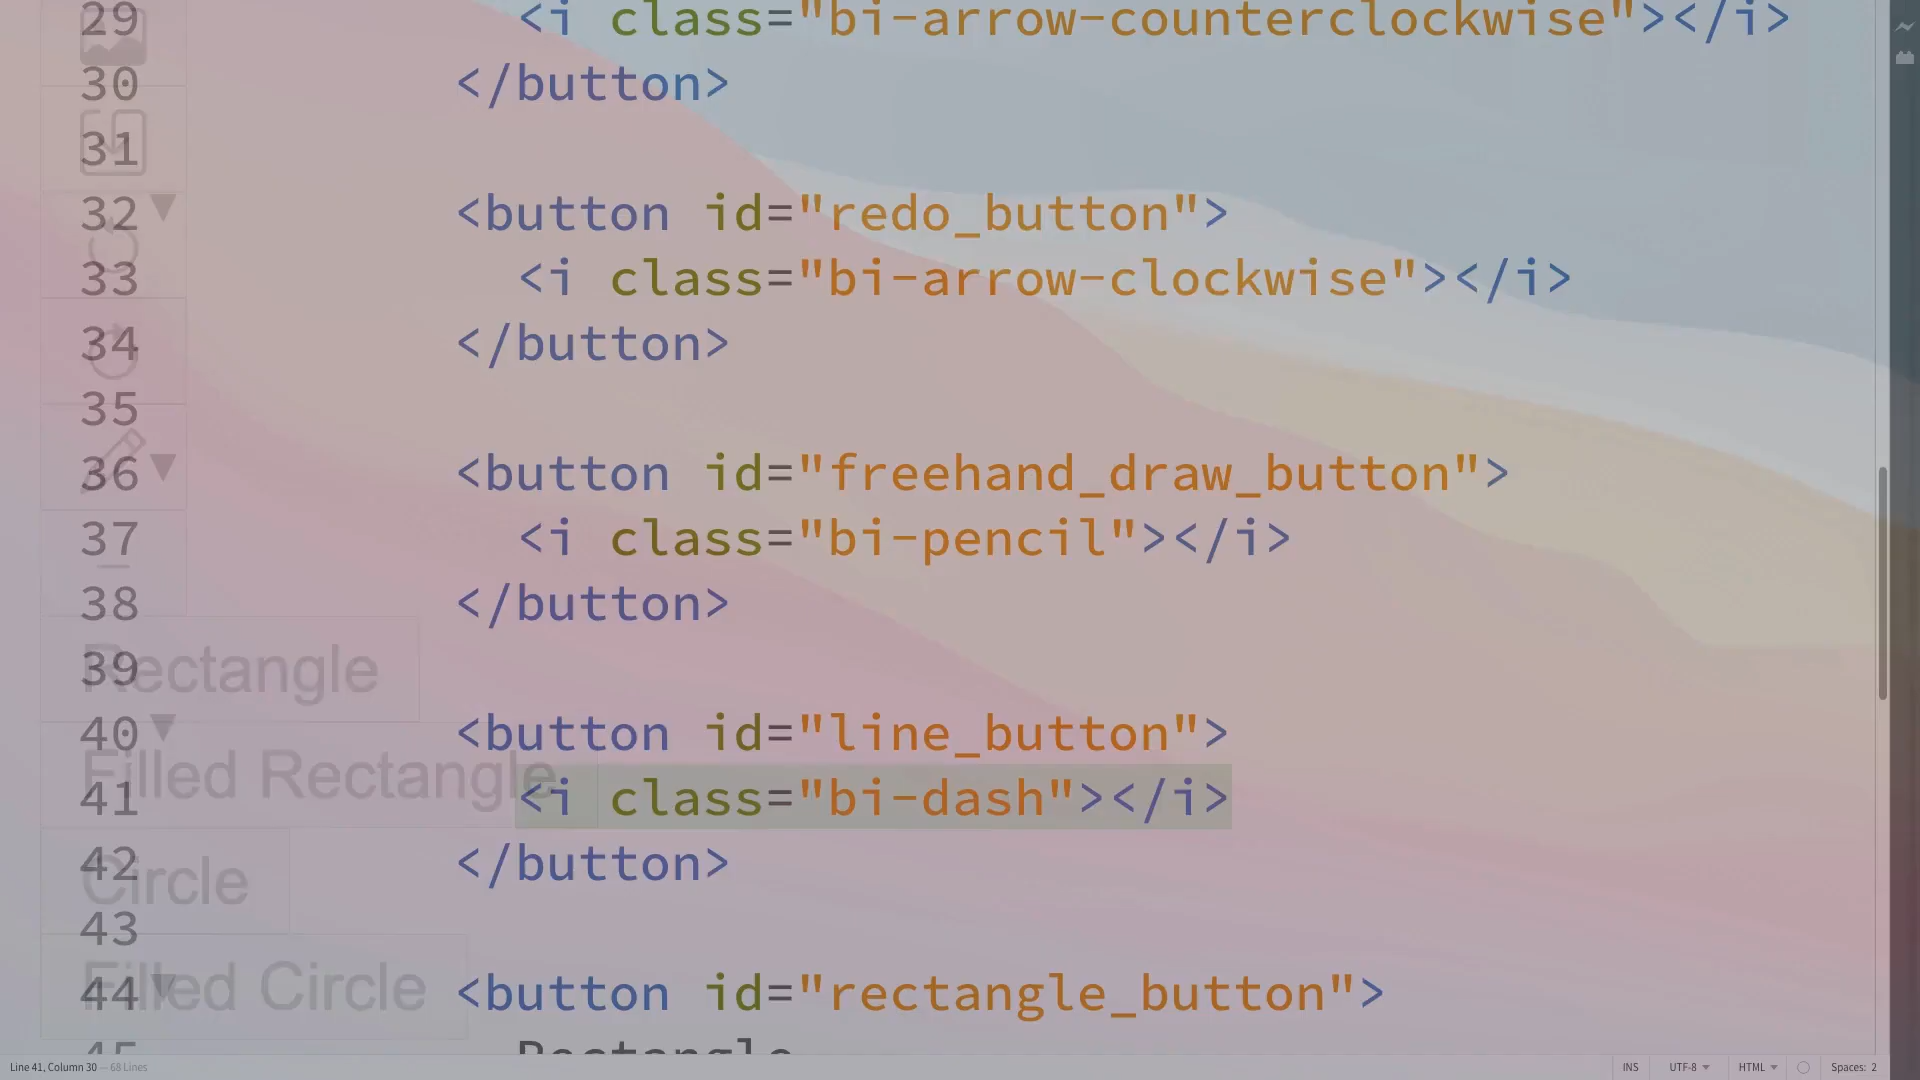 29 <i class="bi-arrow-counterclockwise"></i>
30 </button>
31
32 <button id="redo_button">
33 <i class="bi-arrow-clockwise"></i>
34 </button>
35
36 <button id="freehand_draw_button">
37 <i class="bi-pencil"></i>
38 </button>
39
Rectangle
40 <button id="line_button">
Filled Rectangle
41 <i class="bi-dash"></i>
42 </button>
Circle
43
44 <button id="rectangle_button">
Filled Circle
45 Rectangle
Line 41, Column 30 — 68 Lines
INS
UTF-8
HTML
Spaces: 2